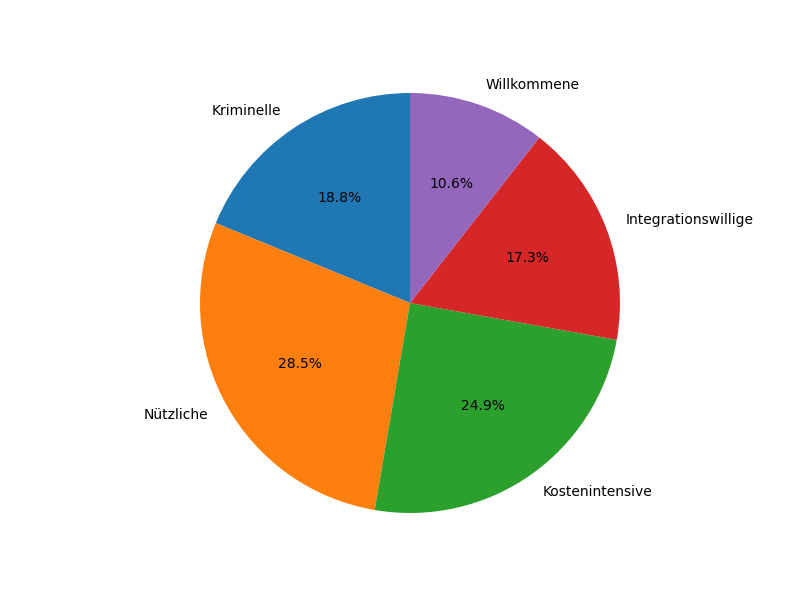 Willkommene
Kriminelle
10.6%
18.8%
Integrationswillige
17.3%
28.5%
24.9%
Nützliche
Kostenintensive